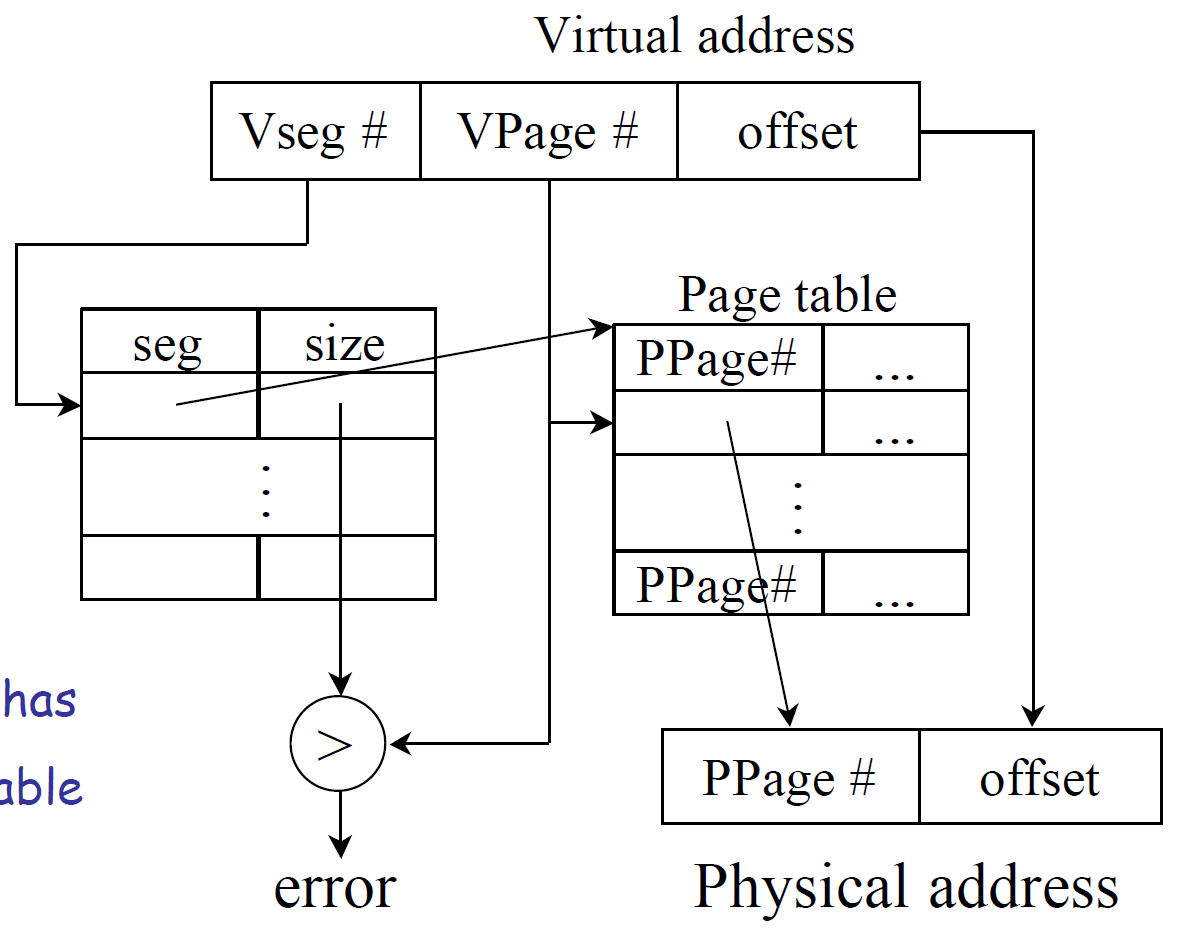 Virtual address
Vseg # VPage # offset
Page table
seg size
PPage# ...
...
⋮
⋮
PPage# ...
has
able
>
PPage # offset
error
Physical address